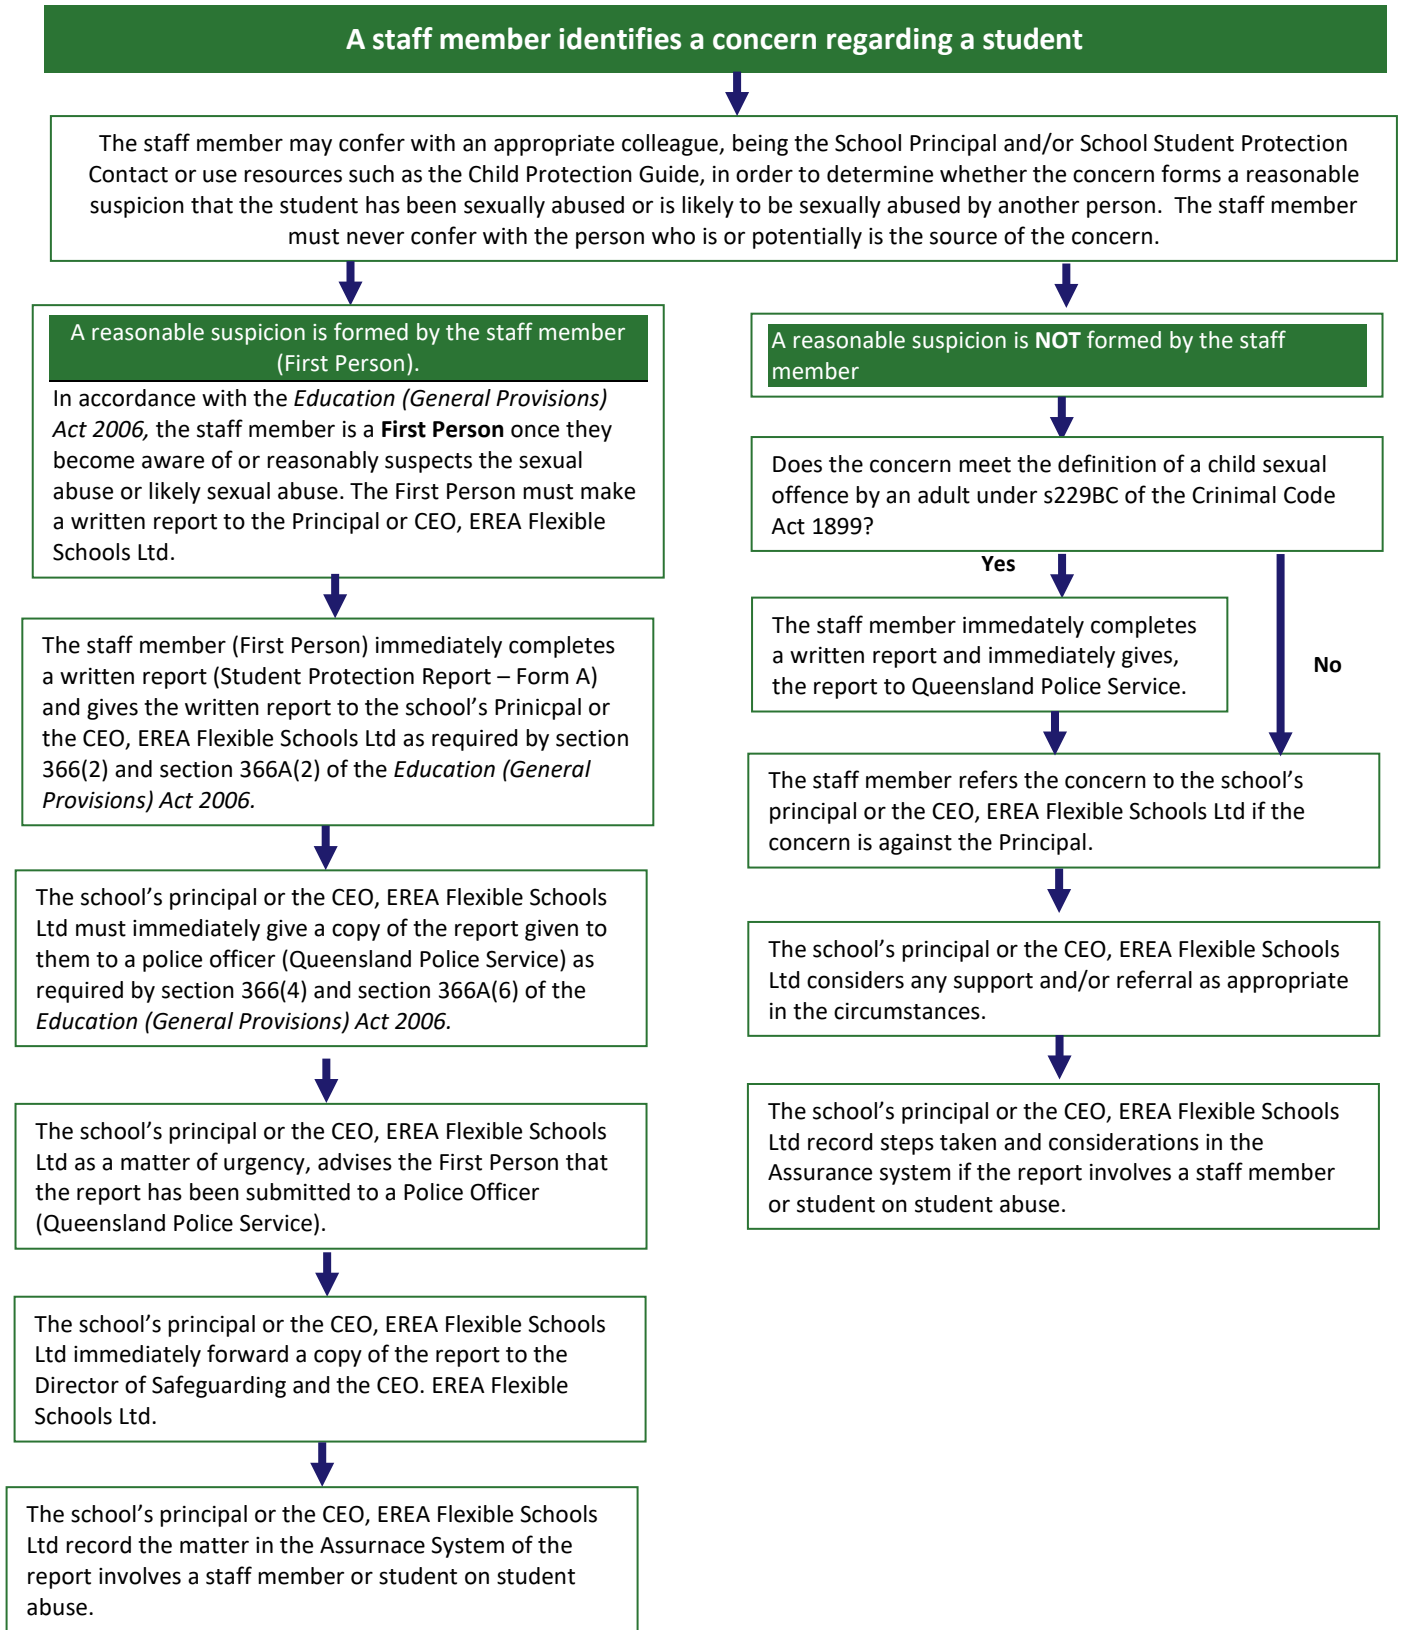 A staff member identifies a concern regarding a student
The staff member may confer with an appropriate colleague, being the School Principal and/or School Student Protection
Contact or use resources such as the Child Protection Guide, in order to determine whether the concern forms a reasonable
suspicion that the student has been sexually abused or is likely to be sexually abused by another person.  The staff member
must never confer with the person who is or potentially is the source of the concern.
A reasonable suspicion is formed by the staff member
(First Person).
In accordance with the Education (General Provisions)
Act 2006, the staff member is a First Person once they
become aware of or reasonably suspects the sexual
abuse or likely sexual abuse. The First Person must make
a written report to the Principal or CEO, EREA Flexible
Schools Ltd.
The staff member (First Person) immediately completes
a written report (Student Protection Report – Form A)
and gives the written report to the school’s Prinicpal or
the CEO, EREA Flexible Schools Ltd as required by section
366(2) and section 366A(2) of the Education (General
Provisions) Act 2006.
The school’s principal or the CEO, EREA Flexible Schools
Ltd must immediately give a copy of the report given to
them to a police officer (Queensland Police Service) as
required by section 366(4) and section 366A(6) of the
Education (General Provisions) Act 2006.
The school’s principal or the CEO, EREA Flexible Schools
Ltd as a matter of urgency, advises the First Person that
the report has been submitted to a Police Officer
(Queensland Police Service).
The school’s principal or the CEO, EREA Flexible Schools
Ltd immediately forward a copy of the report to the
Director of Safeguarding and the CEO. EREA Flexible
Schools Ltd.
The school’s principal or the CEO, EREA Flexible Schools
Ltd record the matter in the Assurnace System of the
report involves a staff member or student on student
abuse.
A reasonable suspicion is NOT formed by the staff
member
Does the concern meet the definition of a child sexual
offence by an adult under s229BC of the Crinimal Code
Act 1899?
Yes
The staff member immedately completes
a written report and immediately gives,
the report to Queensland Police Service.
No
The staff member refers the concern to the school’s
principal or the CEO, EREA Flexible Schools Ltd if the
concern is against the Principal.
The school’s principal or the CEO, EREA Flexible Schools
Ltd considers any support and/or referral as appropriate
in the circumstances.
The school’s principal or the CEO, EREA Flexible Schools
Ltd record steps taken and considerations in the
Assurance system if the report involves a staff member
or student on student abuse.